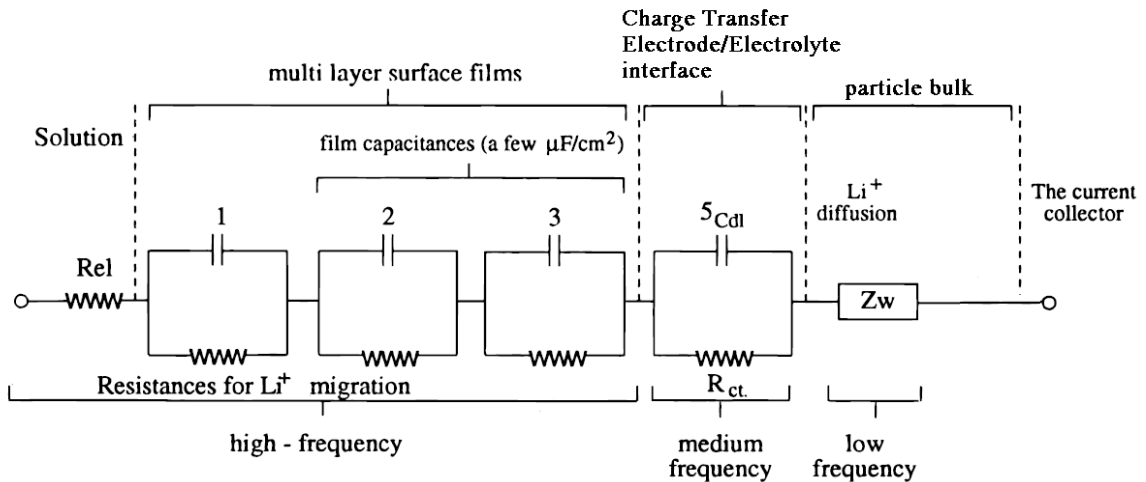 Charge Transfer
Electrode/Electrolyte
interface
multi layer surface films
particle bulk
Solution
film capacitances (a few µF/cm²)
Li⁺
diffusion
The current
collector
1
2
3
5Cdl
Rel
Zw
Resistances for Li⁺ migration
Rct.
high - frequency
medium
frequency
low
frequency